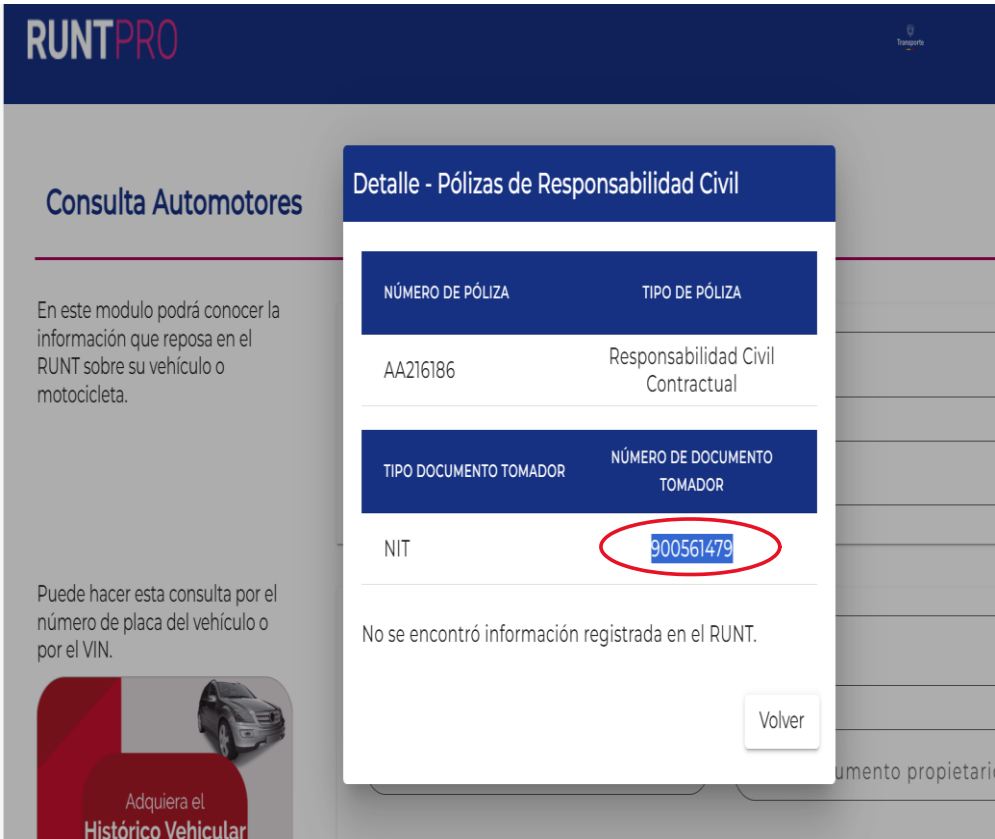 RUNTPRO
Transporte
Consulta Automotores
En este modulo podrá conocer la
información que reposa en el
RUNT sobre su vehículo o
motocicleta.
Puede hacer esta consulta por el
número de placa del vehículo o
por el VIN.
Adquiera el
Histórico Vehicular
Detalle - Pólizas de Responsabilidad Civil
NÚMERO DE PÓLIZA
TIPO DE PÓLIZA
AA216186
Responsabilidad Civil
Contractual
TIPO DOCUMENTO TOMADOR
NÚMERO DE DOCUMENTO
TOMADOR
NIT
900561479
No se encontró información registrada en el RUNT.
Volver
umento propietari